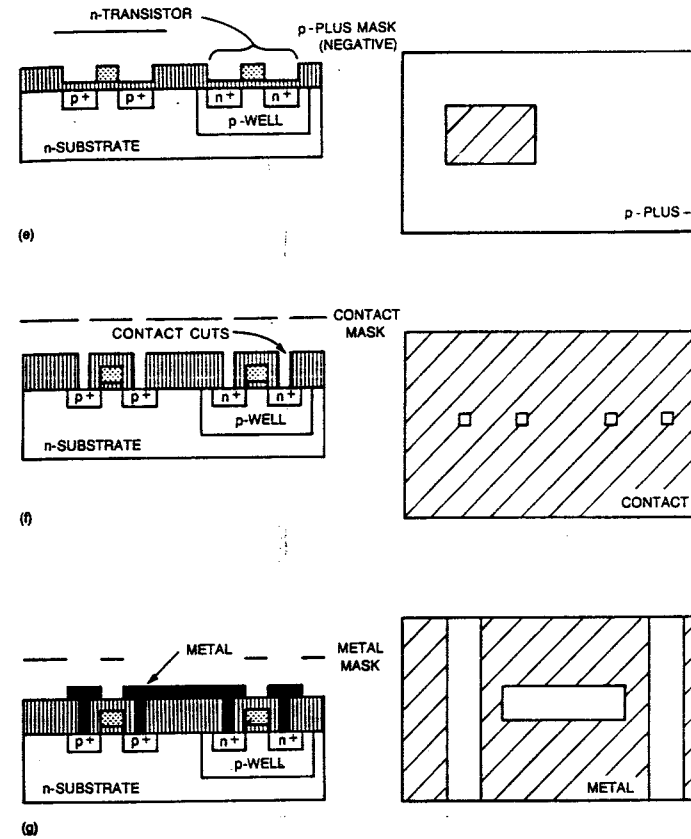 n-TRANSISTOR
p-PLUS MASK
(NEGATIVE)
p+
p+
n+
n+
p-WELL
n-SUBSTRATE
p-PLUS -
(e)
CONTACT
MASK
CONTACT CUTS
p+
p+
n+
n+
p-WELL
n-SUBSTRATE
CONTACT
(f)
METAL
METAL
MASK
p+
p+
n+
n+
p-WELL
n-SUBSTRATE
METAL
(g)